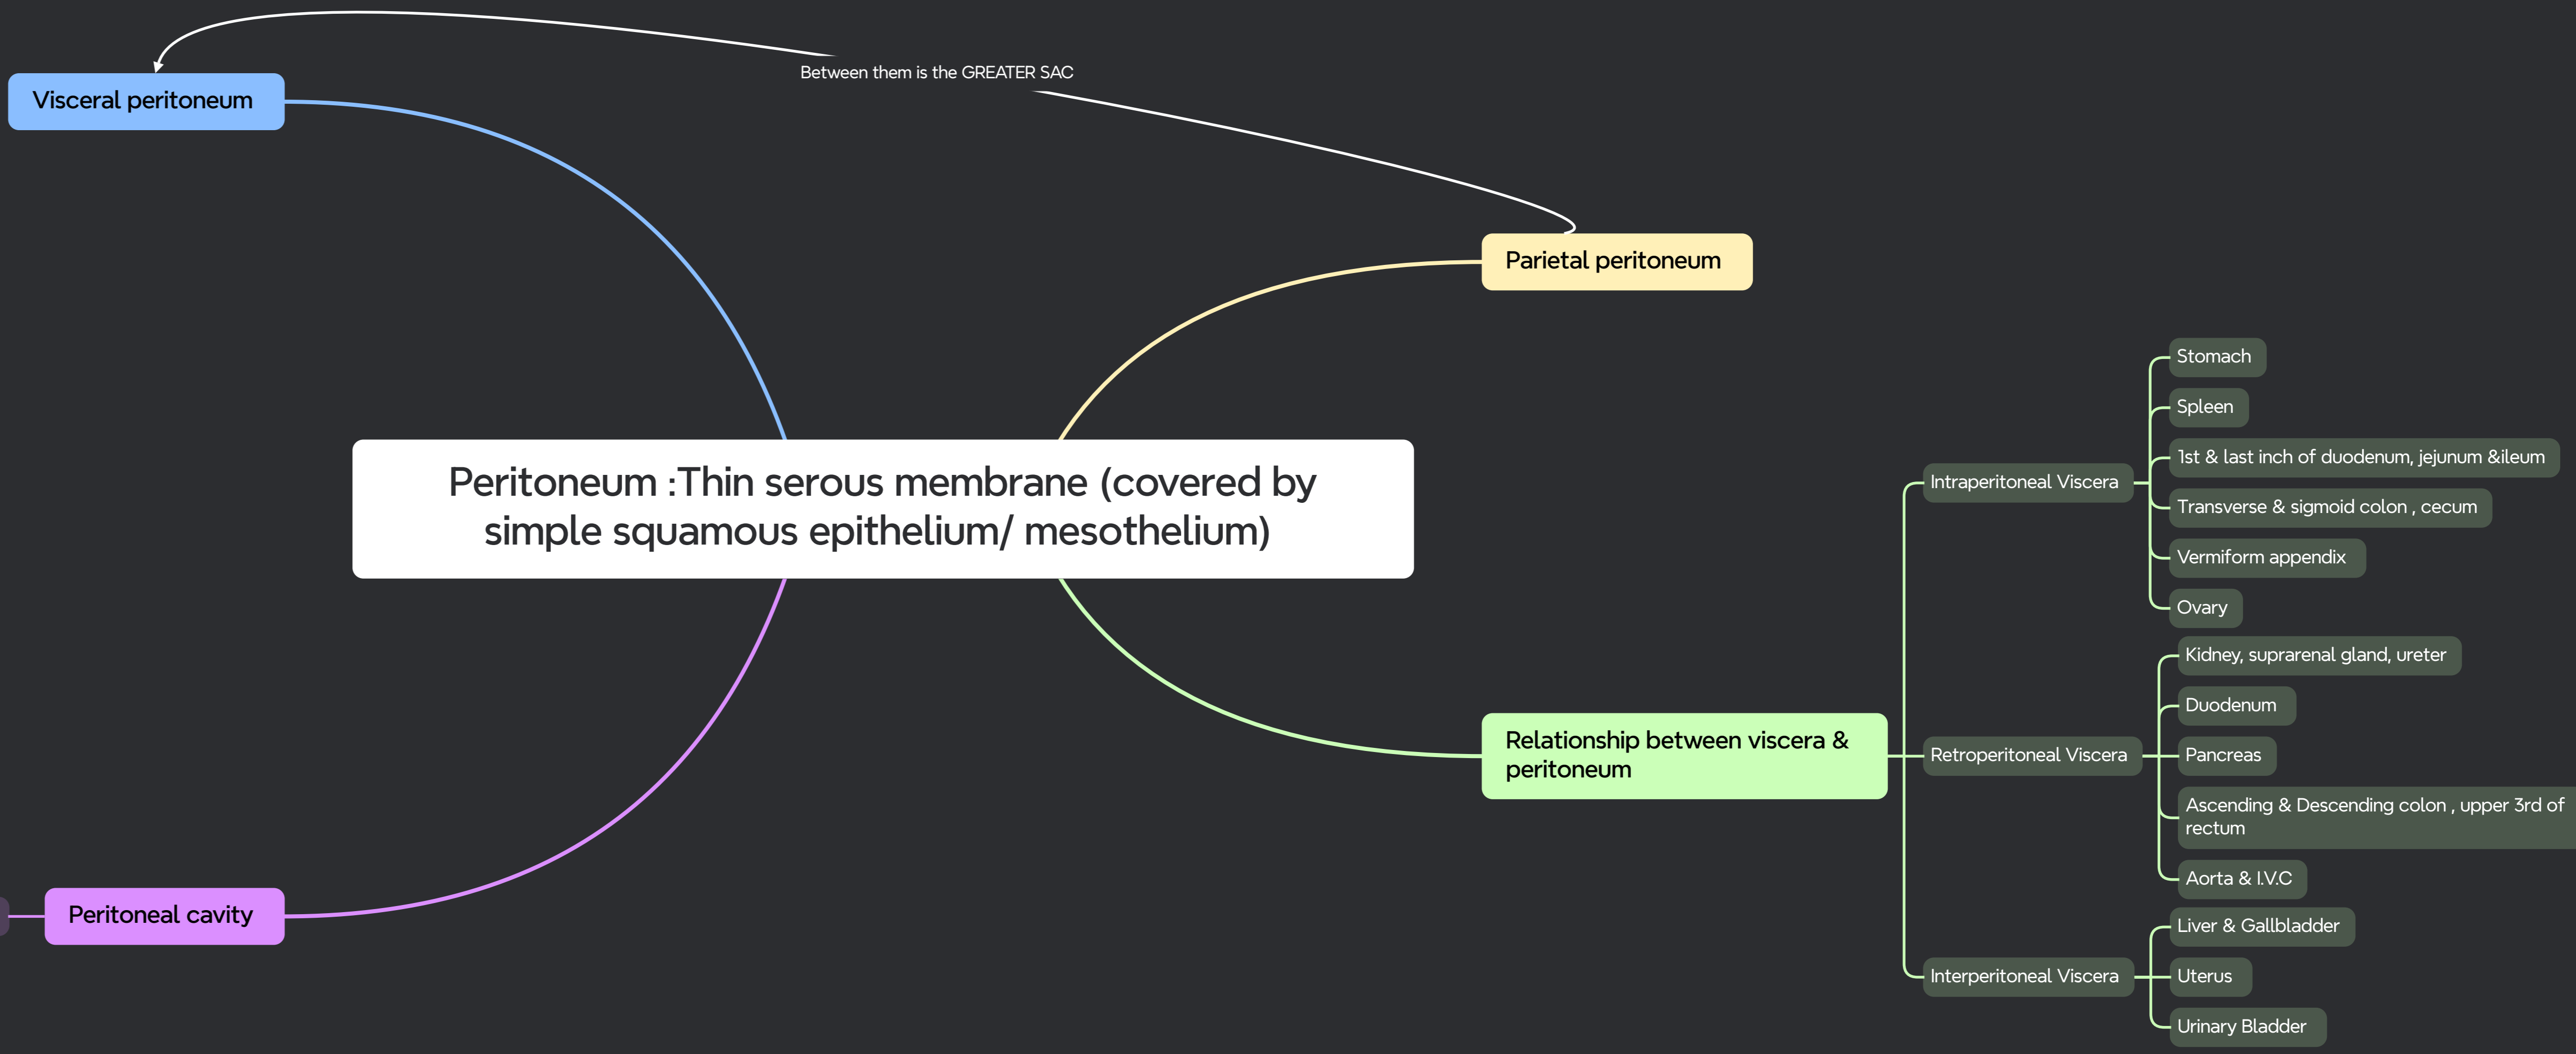 Between them is the GREATER SAC
Visceral peritoneum
Parietal peritoneum
Peritoneum :Thin serous membrane (covered by
simple squamous epithelium/ mesothelium)
Peritoneal cavity
Relationship between viscera &
peritoneum
Intraperitoneal Viscera
Stomach
Spleen
1st & last inch of duodenum, jejunum &ileum
Transverse & sigmoid colon , cecum
Vermiform appendix
Ovary
Retroperitoneal Viscera
Kidney, suprarenal gland, ureter
Duodenum
Pancreas
Ascending & Descending colon , upper 3rd of
rectum
Aorta & I.V.C
Interperitoneal Viscera
Liver & Gallbladder
Uterus
Urinary Bladder